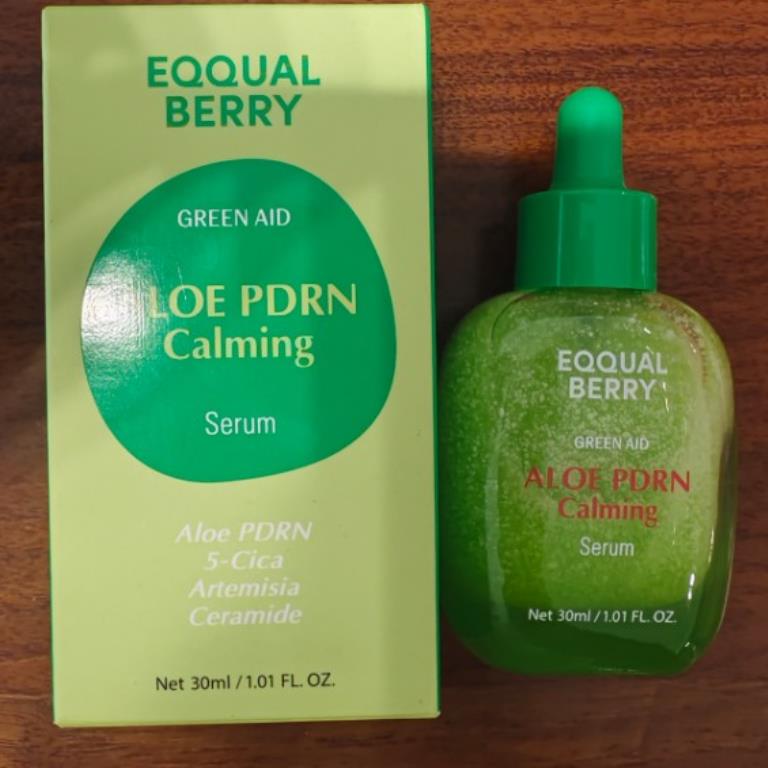 EQQUAL
BERRY
GREEN AID
ALOE PDRN
Calming
Serum
Aloe PDRN
5-Cica
Artemisia
Ceramide
Net 30ml / 1.01 FL. OZ.
EQQUAL
BERRY
GREEN AID
ALOE PDRN
Calming
Serum
Net 30ml / 1.01 FL. OZ.